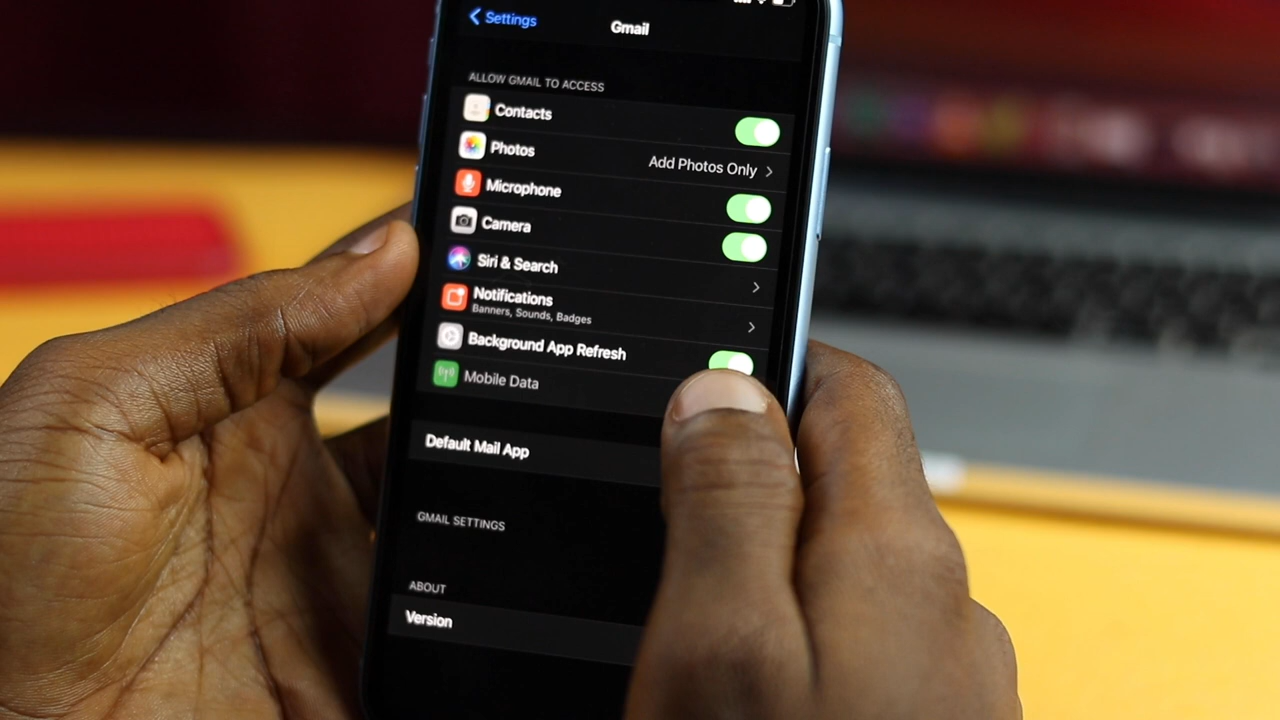 Settings
Gmail
ALLOW GMAIL TO ACCESS
Contacts
Photos
Add Photos Only
Microphone
Camera
Siri & Search
Notifications
Banners, Sounds, Badges
Background App Refresh
Mobile Data
Default Mail App
GMAIL SETTINGS
ABOUT
Version